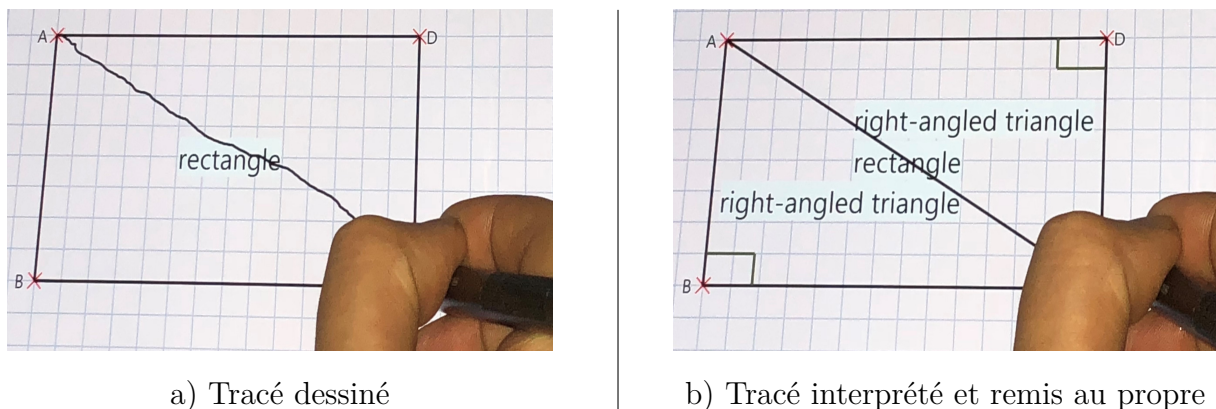 A
D
rectangle
B
a) Tracé dessiné
A
D
right-angled triangle
rectangle
right-angled triangle
B
b) Tracé interprété et remis au propre